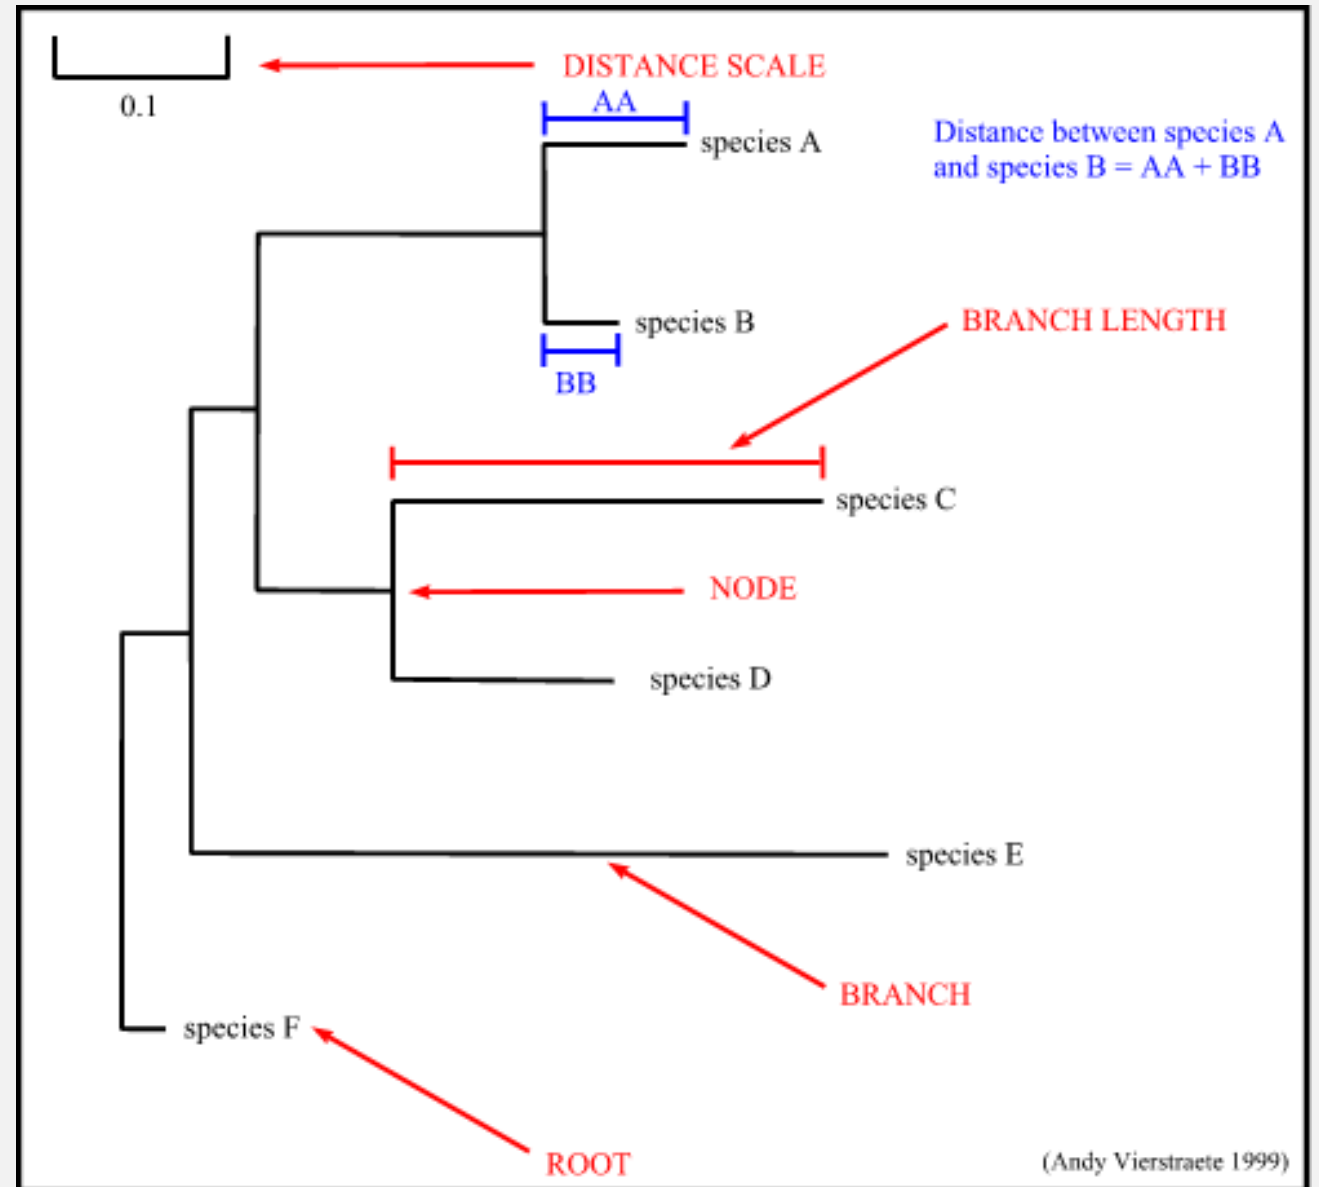 DISTANCE SCALE
0.1
AA
species A
Distance between species A
and species B = AA + BB
species B
BRANCH LENGTH
BB
species C
NODE
species D
species E
BRANCH
species F
ROOT
(Andy Vierstraete 1999)